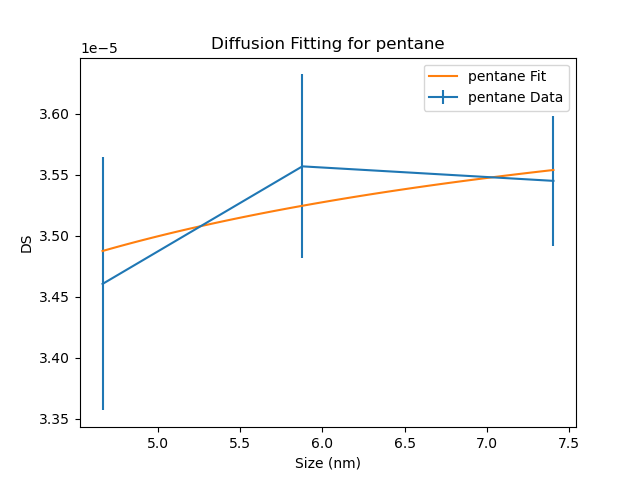 Diffusion Fitting for pentane
1e−5
pentane Fit
pentane Data
3.60
3.55
3.50
3.45
3.40
3.35
DS
5.0 5.5 6.0 6.5 7.0 7.5
Size (nm)